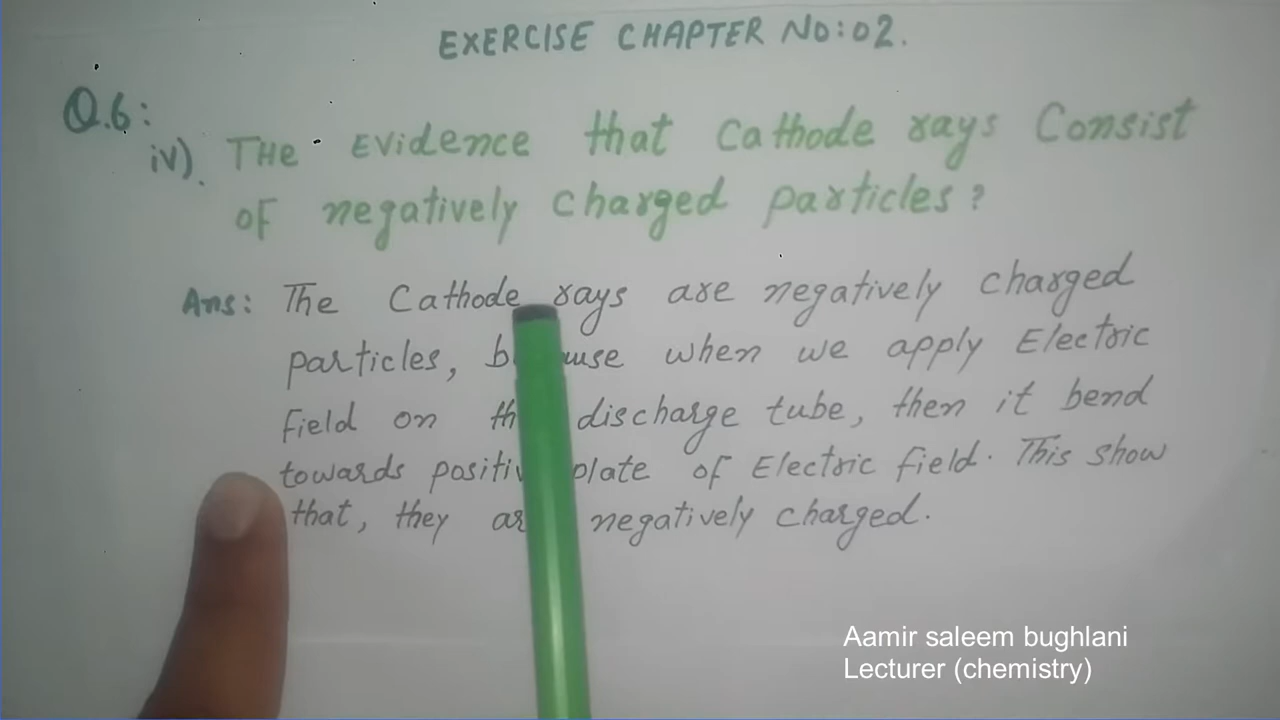 EXERCISE CHAPTER NO:02.
Q.6:
iv). THe Evidence that Cathode rays Consist
of negatively charged particles?
Ans: The Cathode rays are negatively charged
particles, when we apply Electric
field on discharge tube, then it bend
towards plate of Electric field. This show
that, they negatively charged.
Aamir saleem bughlani
Lecturer (chemistry)